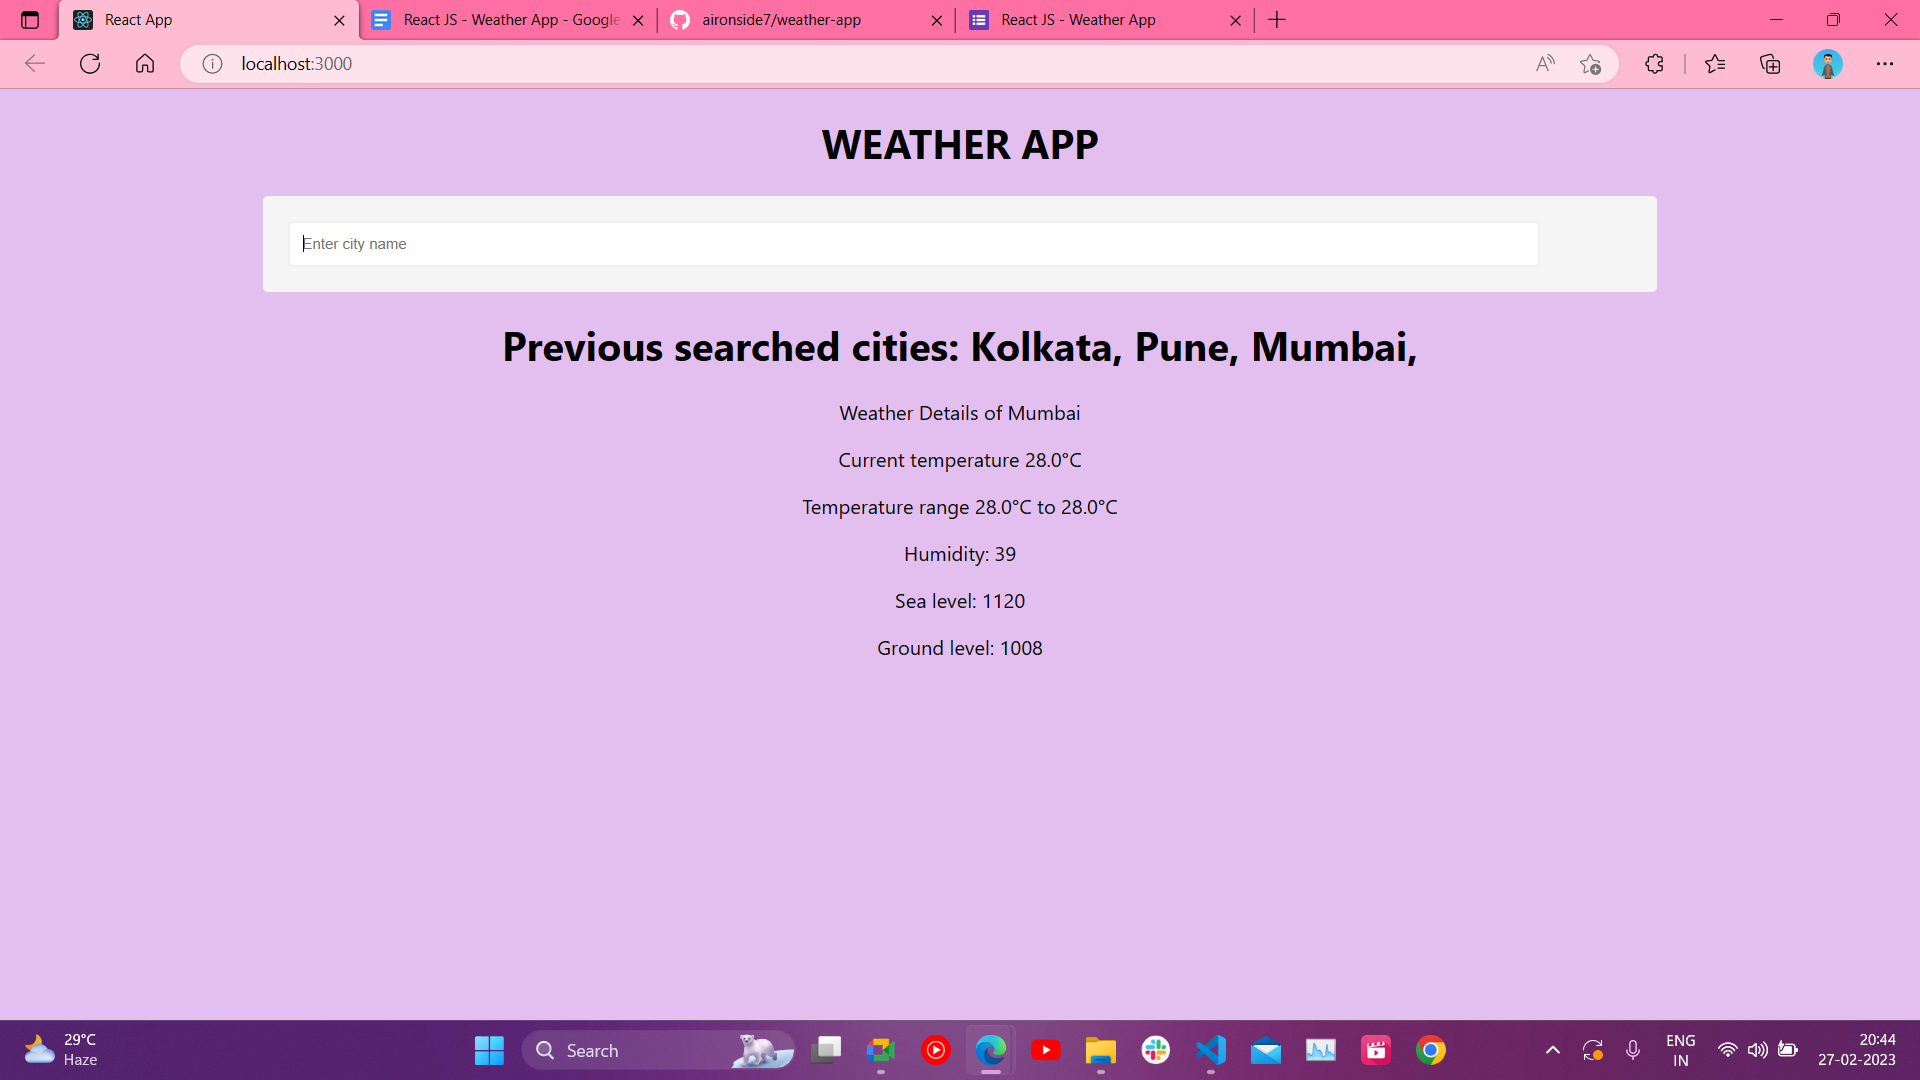 React App
React JS - Weather App - Google
aironside7/weather-app
React JS - Weather App
localhost:3000
WEATHER APP
Enter city name
Previous searched cities: Kolkata, Pune, Mumbai,
Weather Details of Mumbai
Current temperature 28.0°C
Temperature range 28.0°C to 28.0°C
Humidity: 39
Sea level: 1120
Ground level: 1008
29°C
Haze
Search
ENG
IN
20:44
27-02-2023